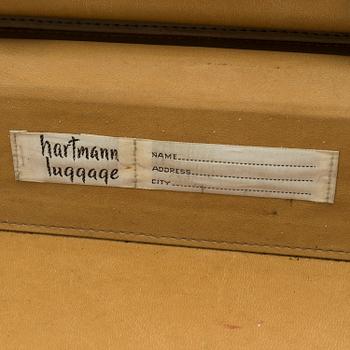 hartmann
luggage
NAME
ADDRESS
CITY